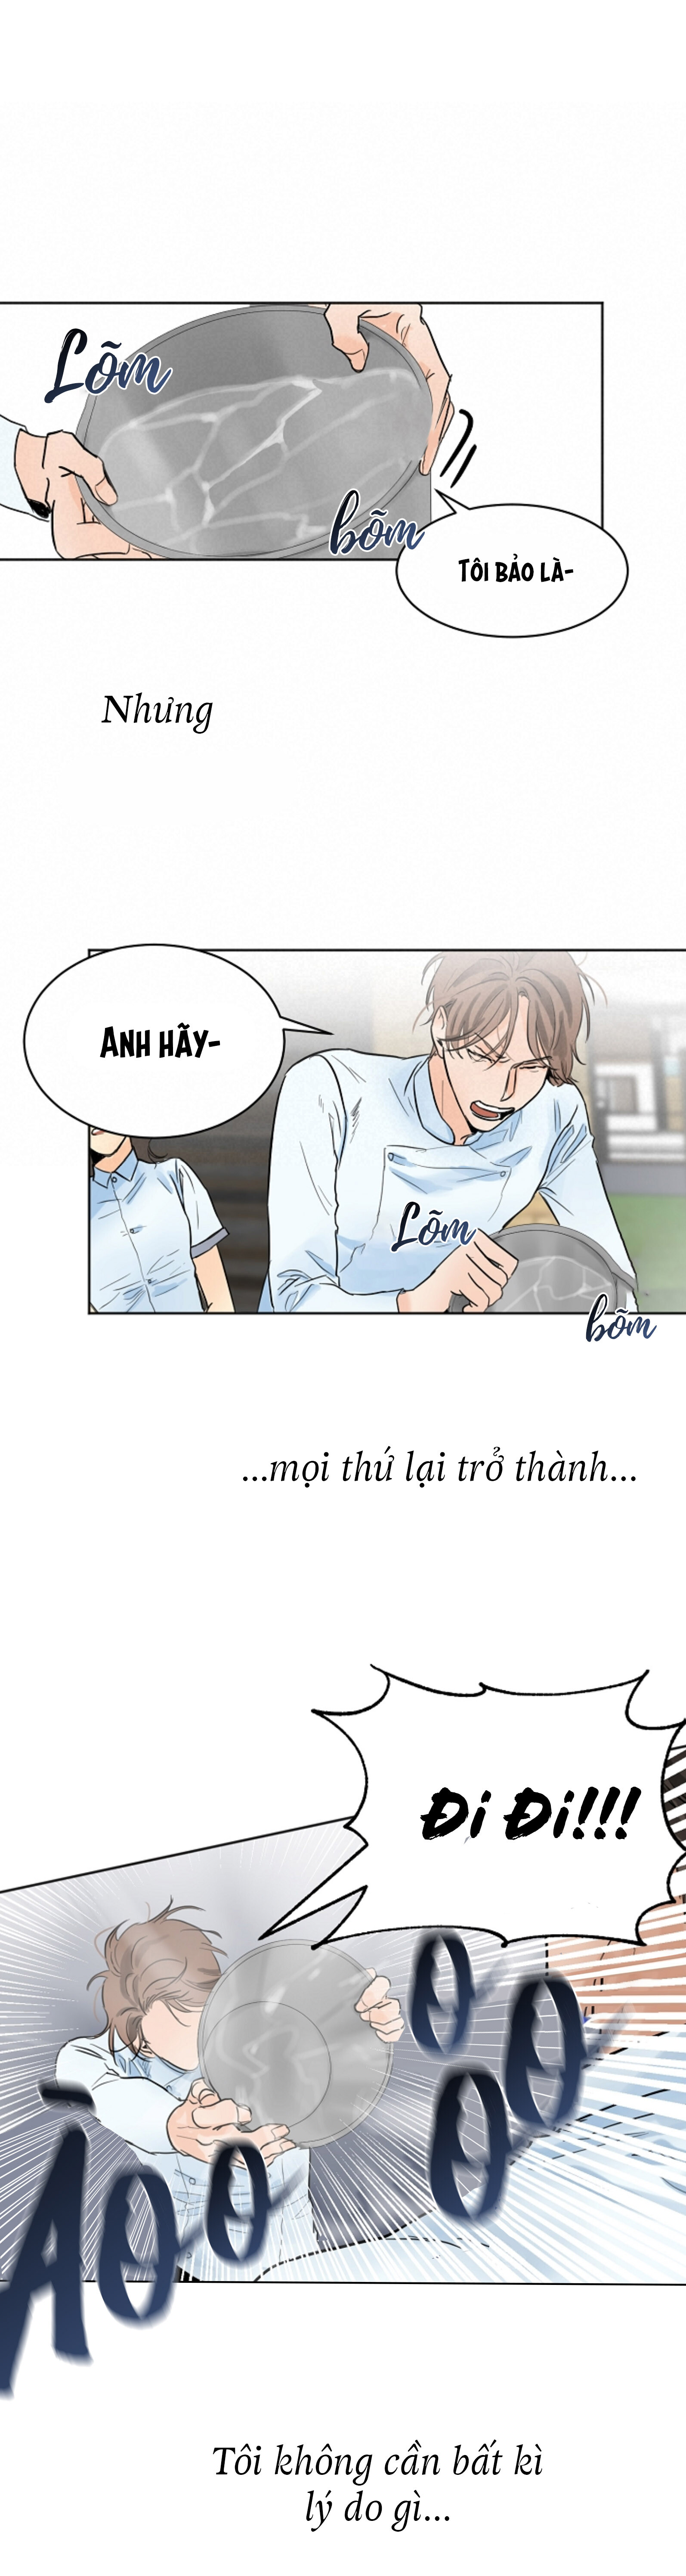 Lõm
bõm
TÔI BẢO LÀ-
Nhưng
ANH HÃY-
Lõm
bõm
...mọi thứ lại trở thành...
ĐI ĐI!!!
ÀO O O O O O
Tôi không cần bất kì
lý do gì...